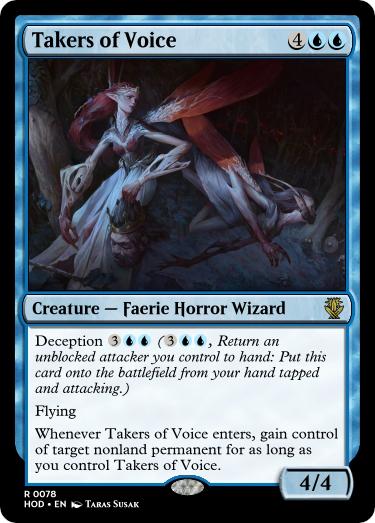 Takers of Voice 4
Creature — Faerie Horror Wizard
Deception 3 (3, Return an
unblocked attacker you control to hand: Put this
card onto the battlefield from your hand tapped
and attacking.)
Flying
Whenever Takers of Voice enters, gain control
of target nonland permanent for as long as
you control Takers of Voice.
4/4
R 0078
HOD • EN Taras Susak